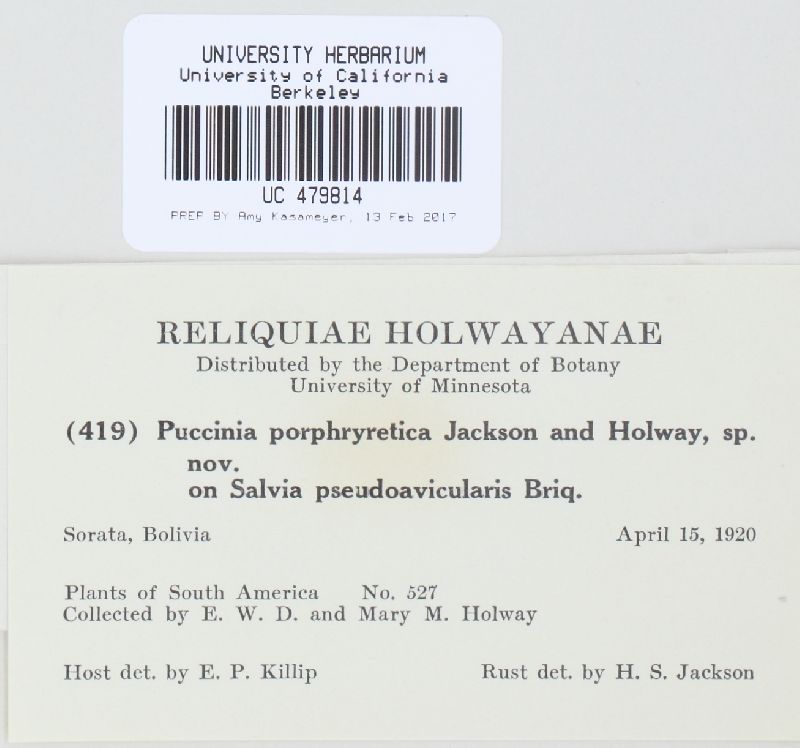 UNIVERSITY HERBARIUM
University of California
Berkeley
UC 479814
PREP BY Amy Kasameyer, 13 Feb 2017
RELIQUIAE HOLWAYANAE
Distributed by the Department of Botany
University of Minnesota
(419) Puccinia porphryretica Jackson and Holway, sp.
nov.
on Salvia pseudoavicularis Briq.
Sorata, Bolivia April 15, 1920
Plants of South America No. 527
Collected by E. W. D. and Mary M. Holway
Host det. by E. P. Killip Rust det. by H. S. Jackson